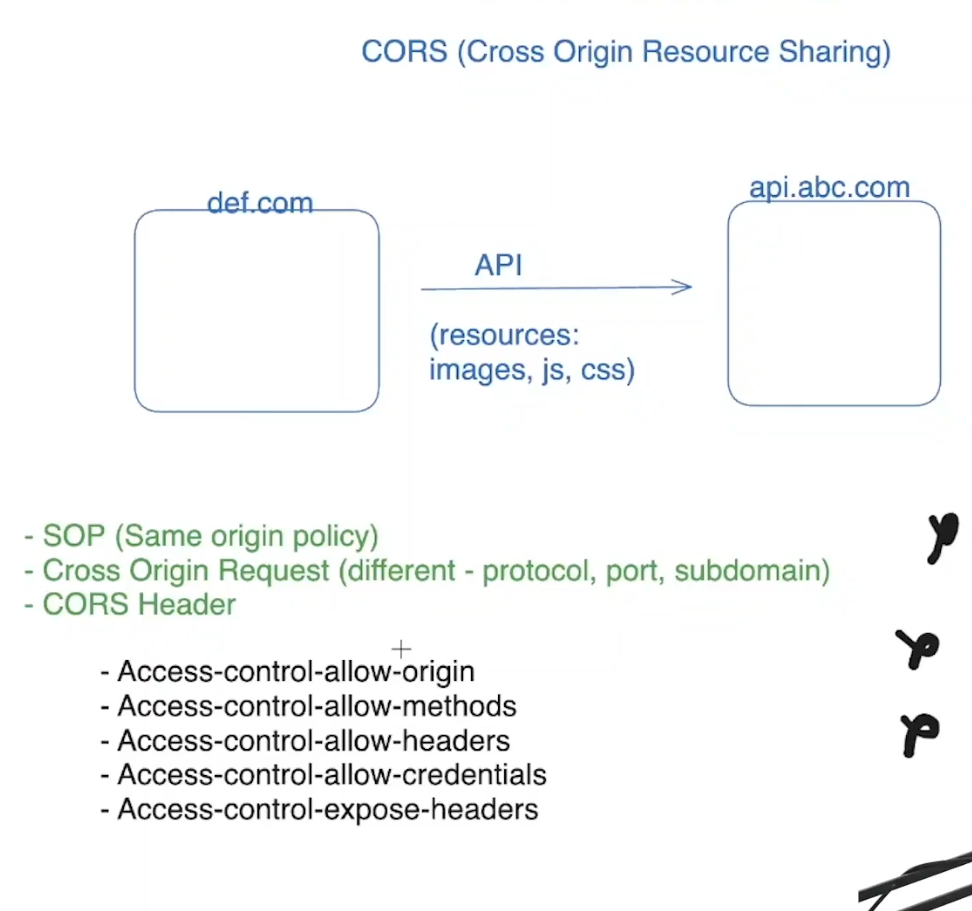 CORS (Cross Origin Resource Sharing)
def.com
api.abc.com
API
(resources:
images, js, css)
- SOP (Same origin policy)
- Cross Origin Request (different - protocol, port, subdomain)
- CORS Header
- Access-control-allow-origin
- Access-control-allow-methods
- Access-control-allow-headers
- Access-control-allow-credentials
- Access-control-expose-headers